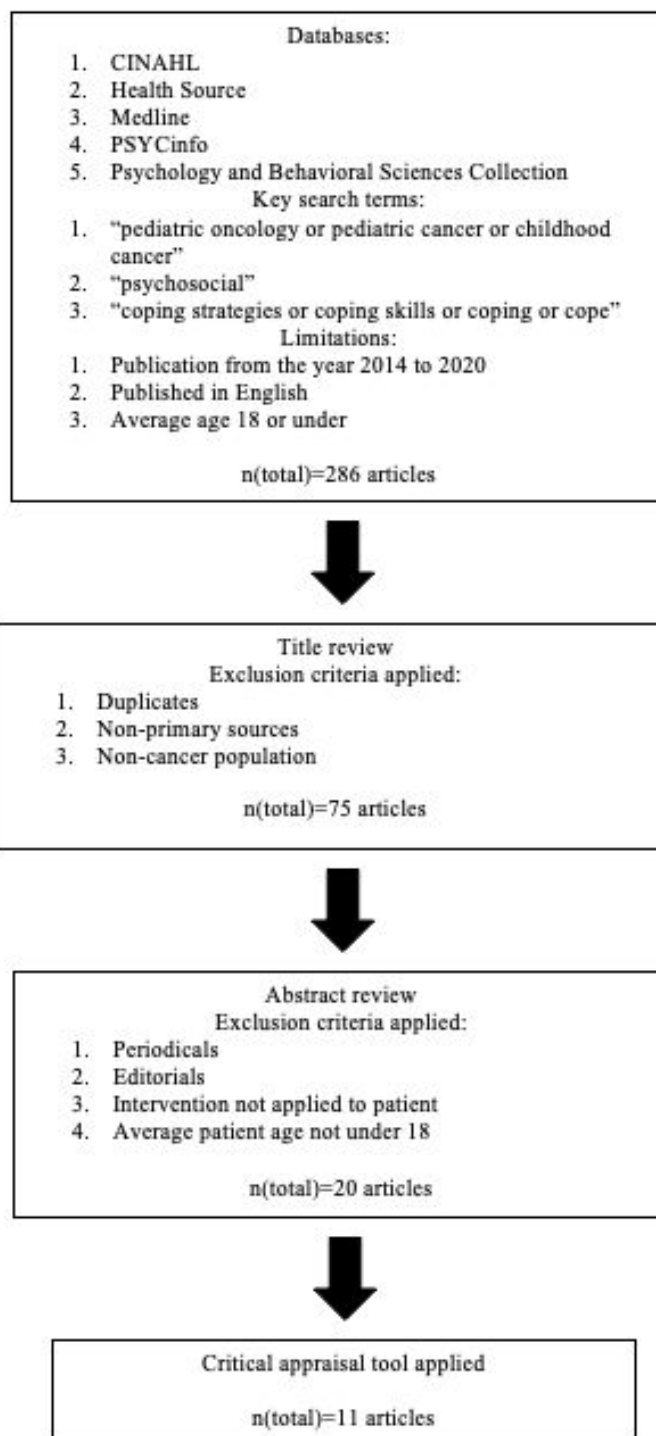 Databases:
1. CINAHL
2. Health Source
3. Medline
4. PSYCinfo
5. Psychology and Behavioral Sciences Collection
Key search terms:
1. “pediatric oncology or pediatric cancer or childhood
cancer”
2. “psychosocial”
3. “coping strategies or coping skills or coping or cope”
Limitations:
1. Publication from the year 2014 to 2020
2. Published in English
3. Average age 18 or under
n(total)=286 articles
Title review
Exclusion criteria applied:
1. Duplicates
2. Non-primary sources
3. Non-cancer population
n(total)=75 articles
Abstract review
Exclusion criteria applied:
1. Periodicals
2. Editorials
3. Intervention not applied to patient
4. Average patient age not under 18
n(total)=20 articles
Critical appraisal tool applied
n(total)=11 articles